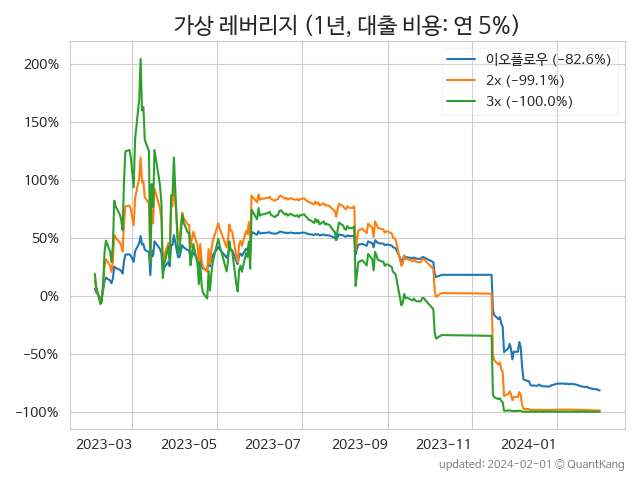 가상 레버리지 (1년, 대출 비용: 연 5%)
이오플로우 (−82.6%)
2x (−99.1%)
3x (−100.0%)
200%
150%
100%
50%
0%
−50%
−100%
2023-03 2023-05 2023-07 2023-09 2023-11 2024-01
updated: 2024-02-01 © QuantKang